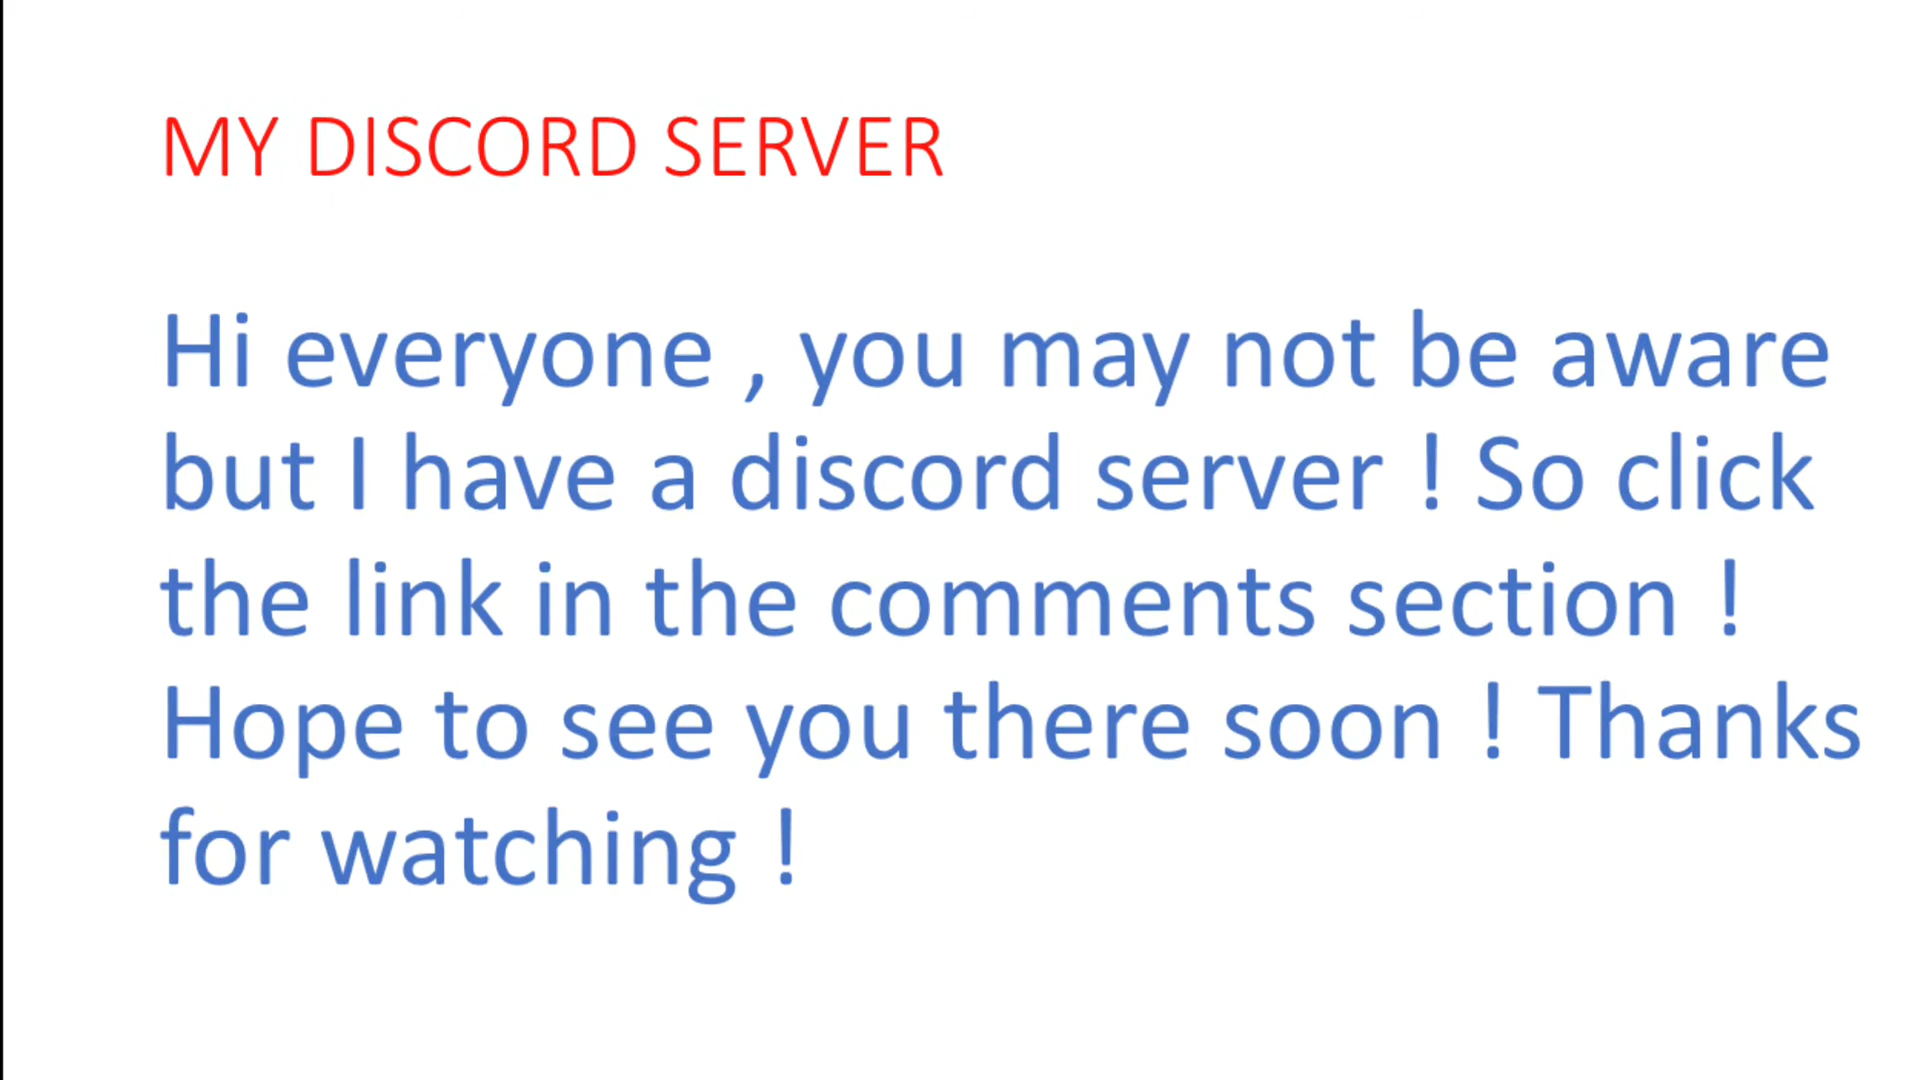 MY DISCORD SERVER
Hi everyone , you may not be aware
but I have a discord server ! So click
the link in the comments section !
Hope to see you there soon ! Thanks
for watching !